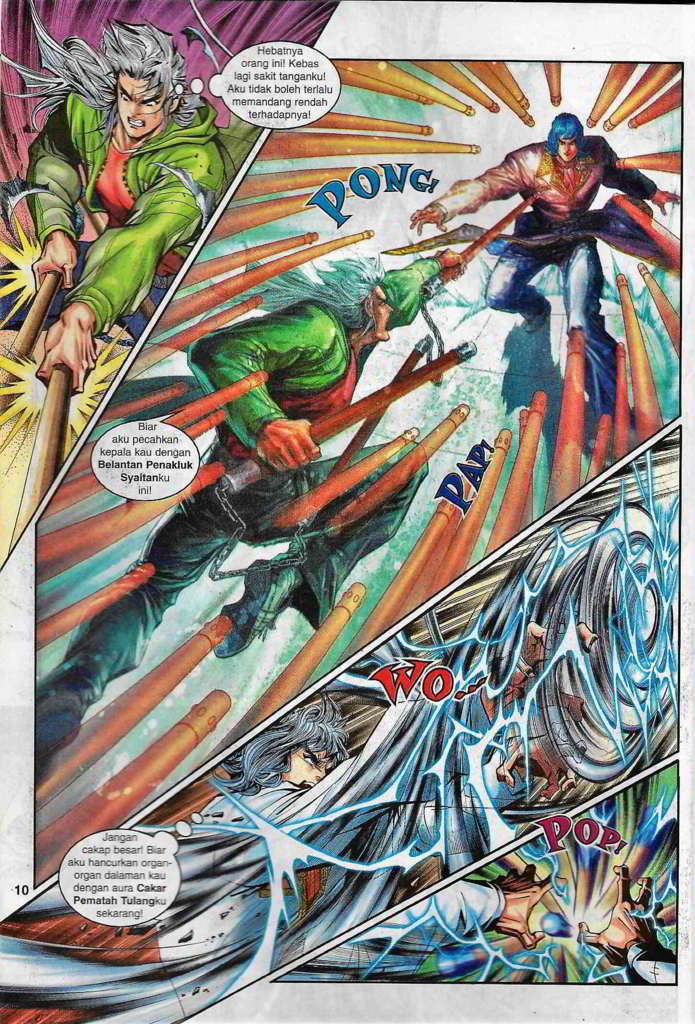 Hebatnya
orang ini! Kebas
lagi sakit tanganku!
Aku tidak boleh terlalu
memandang rendah
terhadapnya!
PONG!
Biar
aku pecahkan
kepala kau dengan
Belantan Penakluk
Syaitanku
ini!
PAP!
WO...
POP!
Jangan
cakap besar! Biar
aku hancurkan organ-
organ dalaman kau
dengan aura Cakar
Pematah Tulangku
sekarang!
10